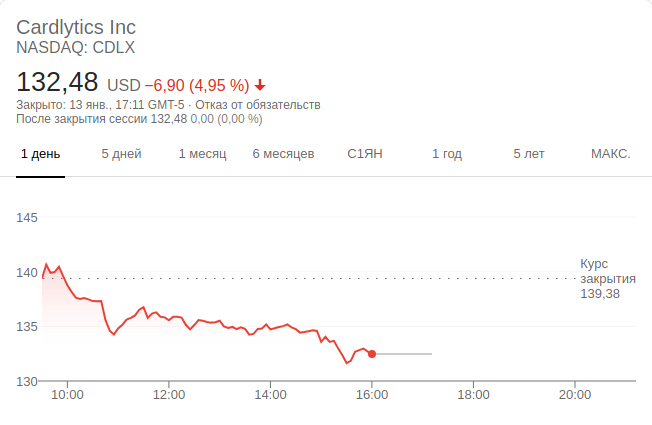 Cardlytics Inc
NASDAQ: CDLX
132,48 USD −6,90 (4,95 %)
Закрыто: 13 янв., 17:11 GMT-5 · Отказ от обязательств
После закрытия сессии 132,48 0,00 (0,00 %)
1 день 5 дней 1 месяц 6 месяцев С1ЯН 1 год 5 лет МАКС.
145
140
135
130
Курс
закрытия
139,38
10:00 12:00 14:00 16:00 18:00 20:00